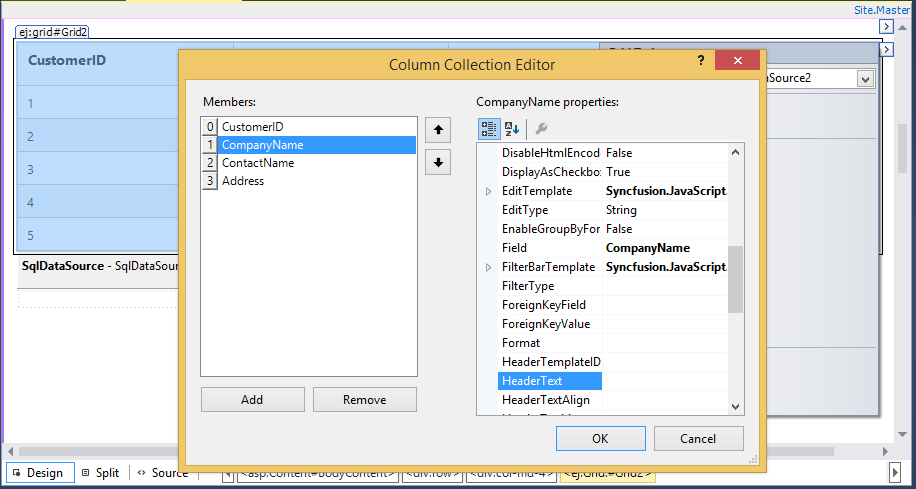 Site.Master
ej:grid#Grid2
CustomerID
1
2
3
4
5
SqlDataSource - SqlDataSour
Column Collection Editor
?
Members:
0 CustomerID
1 CompanyName
2 ContactName
3 Address
Add Remove
CompanyName properties:
DisableHtmlEncod False
DisplayAsCheckbox True
EditTemplate Syncfusion.JavaScript.
EditType String
EnableGroupByFor False
Field CompanyName
FilterBarTemplate Syncfusion.JavaScript.
FilterType
ForeignKeyField
ForeignKeyValue
Format
HeaderTemplateID
HeaderText
HeaderTextAlign
OK Cancel
aSource2
Design Split Source <asp:Content#BodyContent> <div.row> <div.col-md-4> <ej:Grid.#Grid2>